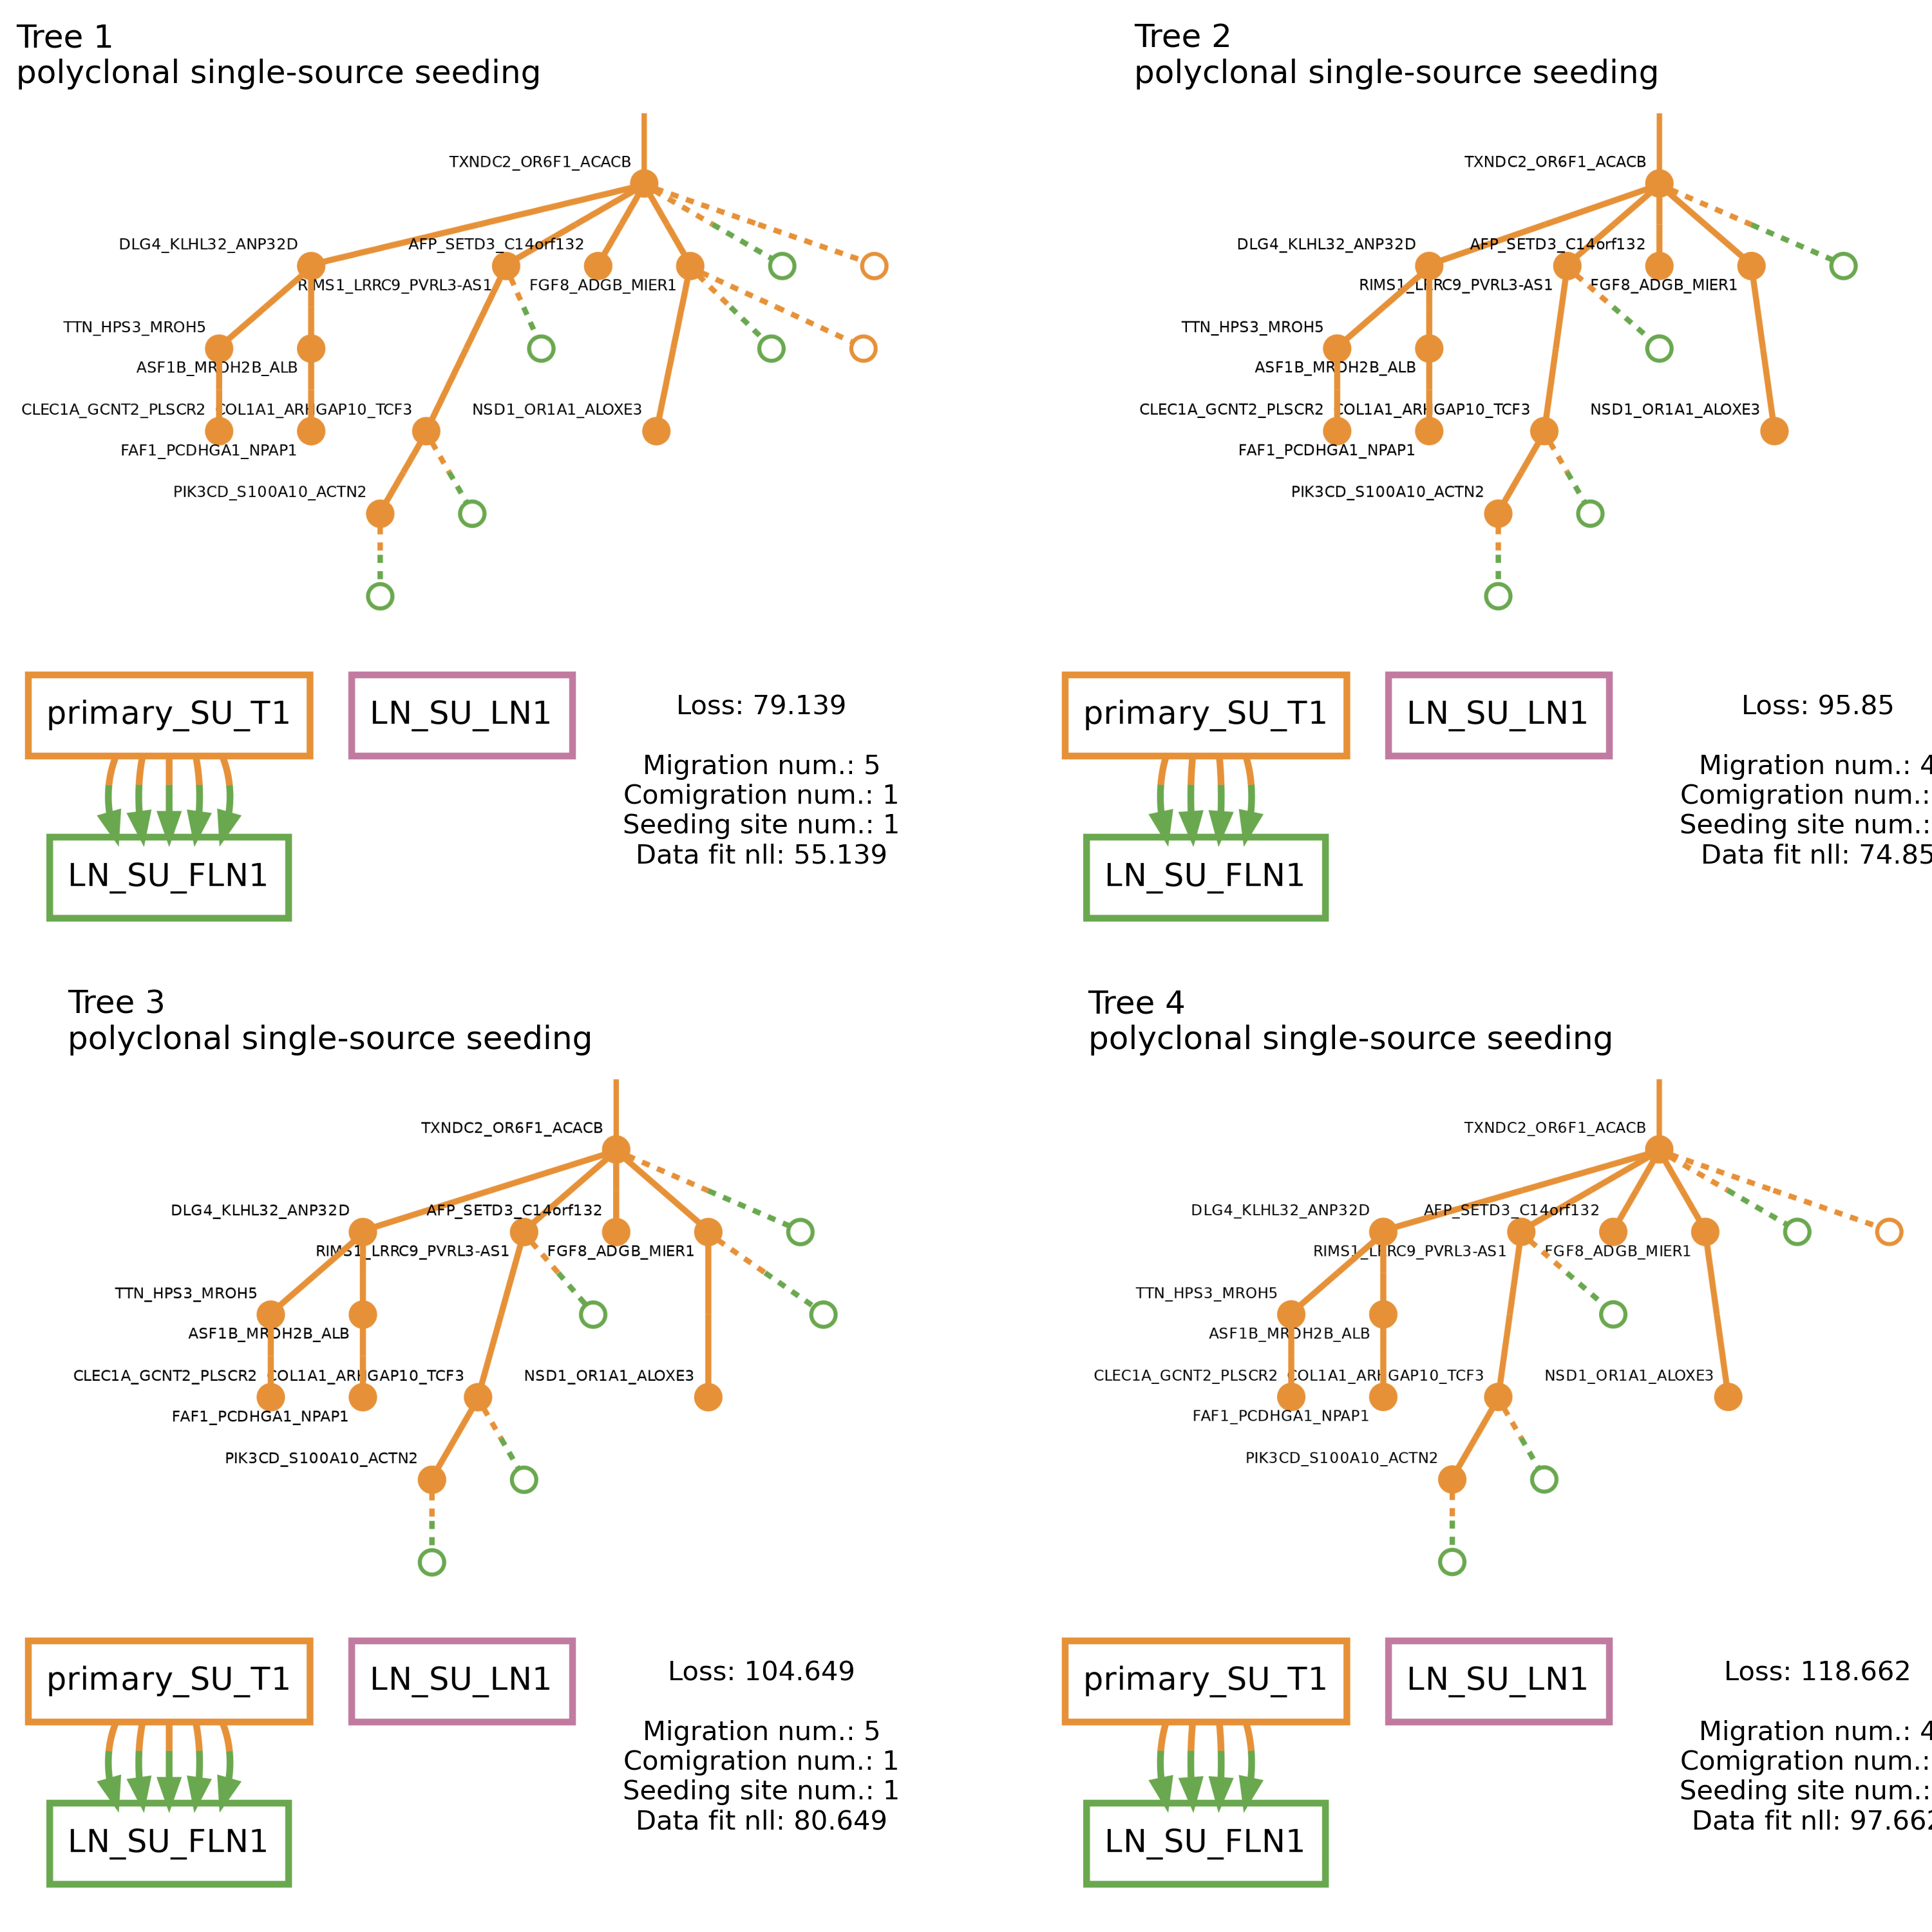 Tree 1
polyclonal single-source seeding
TXNDC2_OR6F1_ACACB
DLG4_KLHL32_ANP32D
AFP_SETD3_C14orf132
RIMS1_LRRC9_PVRL3-AS1
FGF8_ADGB_MIER1
TTN_HPS3_MROH5
ASF1B_MROH2B_ALB
CLEC1A_GCNT2_PLSCR2
COL1A1_ARHGAP10_TCF3
NSD1_OR1A1_ALOXE3
FAF1_PCDHGA1_NPAP1
PIK3CD_S100A10_ACTN2
primary_SU_T1
LN_SU_LN1
LN_SU_FLN1
Loss: 79.139
Migration num.: 5
Comigration num.: 1
Seeding site num.: 1
Data fit nll: 55.139
Tree 2
polyclonal single-source seeding
TXNDC2_OR6F1_ACACB
DLG4_KLHL32_ANP32D
AFP_SETD3_C14orf132
RIMS1_LRRC9_PVRL3-AS1
FGF8_ADGB_MIER1
TTN_HPS3_MROH5
ASF1B_MROH2B_ALB
CLEC1A_GCNT2_PLSCR2
COL1A1_ARHGAP10_TCF3
NSD1_OR1A1_ALOXE3
FAF1_PCDHGA1_NPAP1
PIK3CD_S100A10_ACTN2
primary_SU_T1
LN_SU_LN1
LN_SU_FLN1
Loss: 95.85
Migration num.: 4
Comigration num.:
Seeding site num.:
Data fit nll: 74.85
Tree 3
polyclonal single-source seeding
TXNDC2_OR6F1_ACACB
DLG4_KLHL32_ANP32D
AFP_SETD3_C14orf132
RIMS1_LRRC9_PVRL3-AS1
FGF8_ADGB_MIER1
TTN_HPS3_MROH5
ASF1B_MROH2B_ALB
CLEC1A_GCNT2_PLSCR2
COL1A1_ARHGAP10_TCF3
NSD1_OR1A1_ALOXE3
FAF1_PCDHGA1_NPAP1
PIK3CD_S100A10_ACTN2
primary_SU_T1
LN_SU_LN1
LN_SU_FLN1
Loss: 104.649
Migration num.: 5
Comigration num.: 1
Seeding site num.: 1
Data fit nll: 80.649
Tree 4
polyclonal single-source seeding
TXNDC2_OR6F1_ACACB
DLG4_KLHL32_ANP32D
AFP_SETD3_C14orf132
RIMS1_LRRC9_PVRL3-AS1
FGF8_ADGB_MIER1
TTN_HPS3_MROH5
ASF1B_MROH2B_ALB
CLEC1A_GCNT2_PLSCR2
COL1A1_ARHGAP10_TCF3
NSD1_OR1A1_ALOXE3
FAF1_PCDHGA1_NPAP1
PIK3CD_S100A10_ACTN2
primary_SU_T1
LN_SU_LN1
LN_SU_FLN1
Loss: 118.662
Migration num.: 4
Comigration num.:
Seeding site num.:
Data fit nll: 97.662